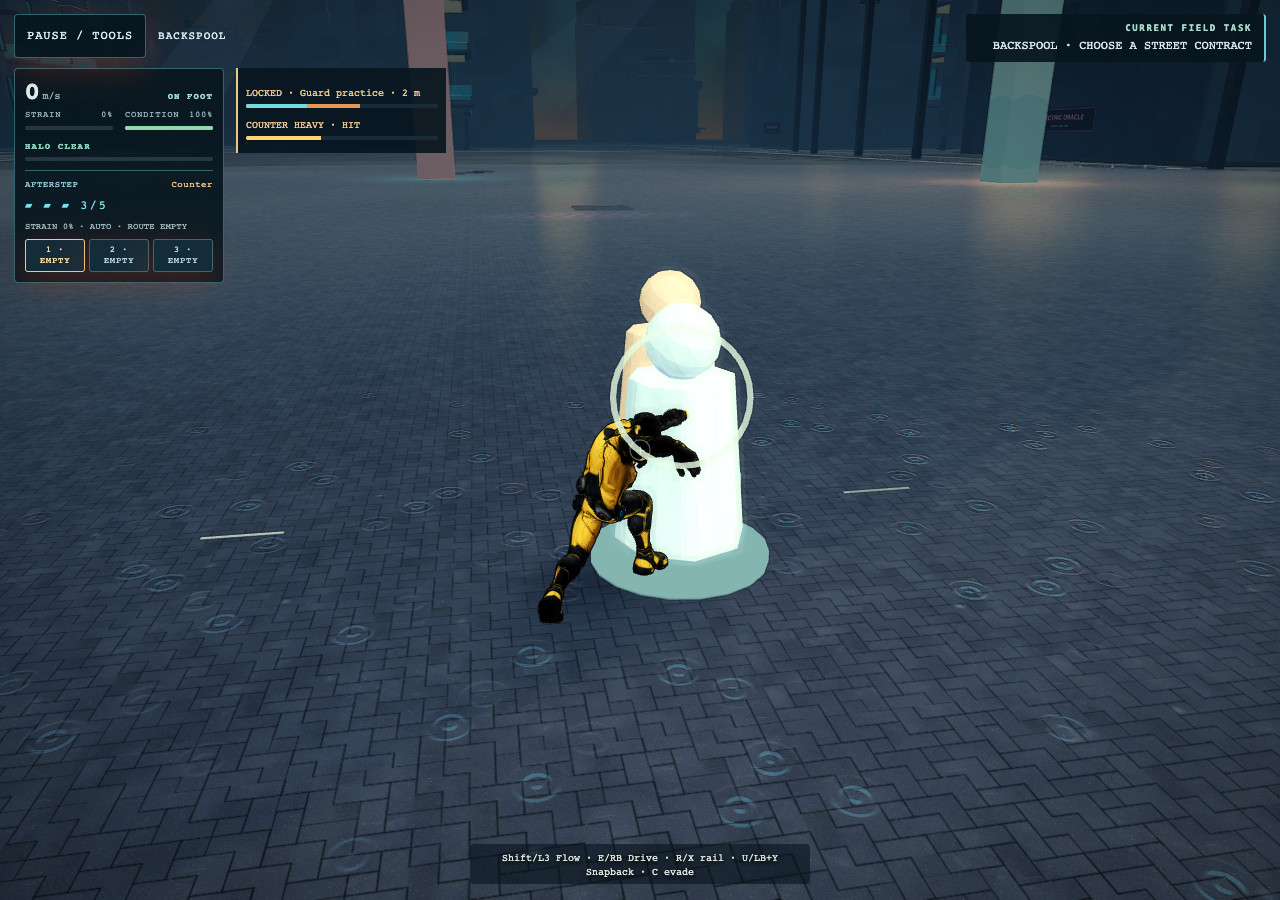 PAUSE / TOOLS
BACKSPOOL
CURRENT FIELD TASK
BACKSPOOL · CHOOSE A STREET CONTRACT
0 m/s
ON FOOT
STRAIN 0%
CONDITION 100%
HALO CLEAR
AFTERSTEP
Counter
3/5
STRAIN 0% · AUTO · ROUTE EMPTY
1 ·
EMPTY
2 ·
EMPTY
3 ·
EMPTY
LOCKED · Guard practice · 2 m
COUNTER HEAVY · HIT
ORACLE
Shift/L3 Flow · E/RB Drive · R/X rail · U/LB+Y
Snapback · C evade